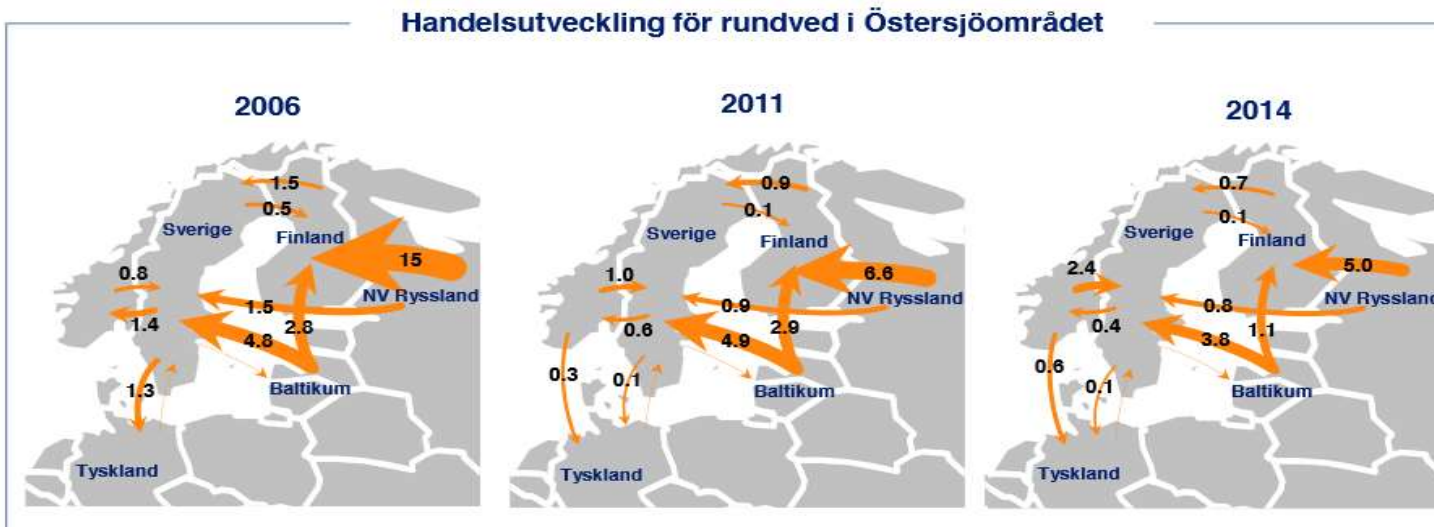 Handelsutveckling för rundved i Östersjöområdet
2006
1.5
0.5
Sverige
Finland
15
0.8
NV Ryssland
1.5
1.4
2.8
4.8
1.3
Baltikum
Tyskland
2011
0.9
0.1
Sverige
Finland
1.0
6.6
NV Ryssland
0.9
0.6
2.9
4.9
0.3
0.1
Baltikum
Tyskland
2014
0.7
0.1
Sverige
Finland
2.4
5.0
NV Ryssland
0.8
0.4
1.1
3.8
0.6
0.1
Baltikum
Tyskland